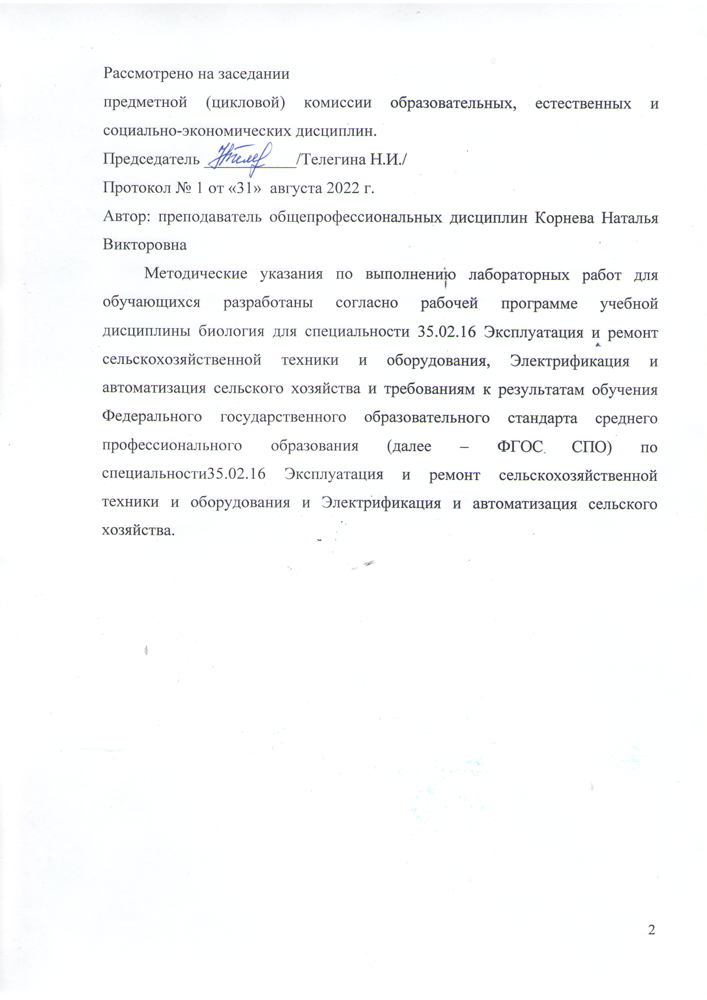 Рассмотрено на заседании
предметной (цикловой) комиссии образовательных, естественных и
социально-экономических дисциплин.
Председатель ___________/Телегина Н.И./
Протокол № 1 от «31» августа 2022 г.
Автор: преподаватель общепрофессиональных дисциплин Корнева Наталья
Викторовна
Методические указания по выполнению лабораторных работ для
обучающихся разработаны согласно рабочей программе учебной
дисциплины биология для специальности 35.02.16 Эксплуатация и ремонт
сельскохозяйственной техники и оборудования, Электрификация и
автоматизация сельского хозяйства и требованиям к результатам обучения
Федерального государственного образовательного стандарта среднего
профессионального образования (далее – ФГОС СПО) по
специальности35.02.16 Эксплуатация и ремонт сельскохозяйственной
техники и оборудования и Электрификация и автоматизация сельского
хозяйства.
2